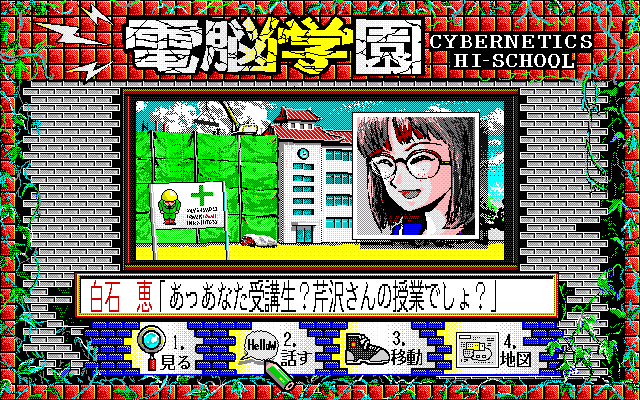 電脳学園
CYBERNETICS
HI-SCHOOL
白石 恵「あっあなた受講生?芹沢さんの授業でしょ?」
1.
見る
Hellow
2.
話す
3.
移動
4.
地図